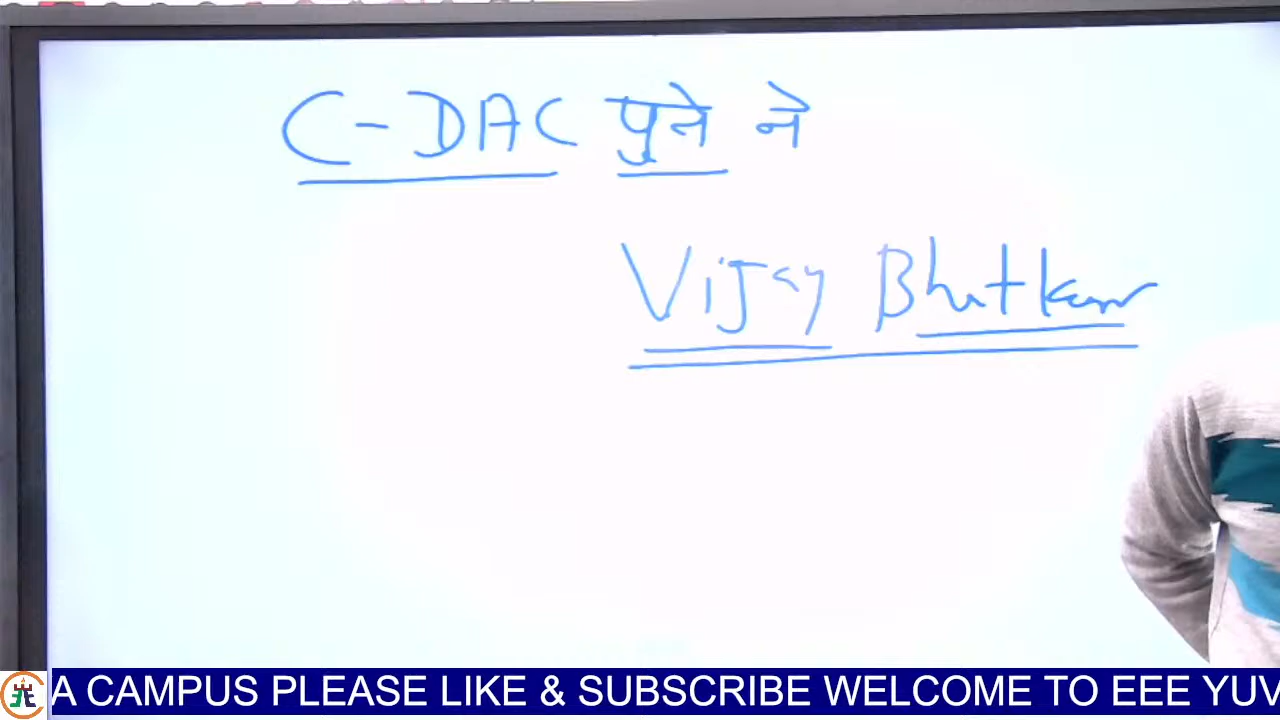 C-DAC पुने ने
Vijay Bhatkar
A CAMPUS PLEASE LIKE & SUBSCRIBE WELCOME TO EEE YUV